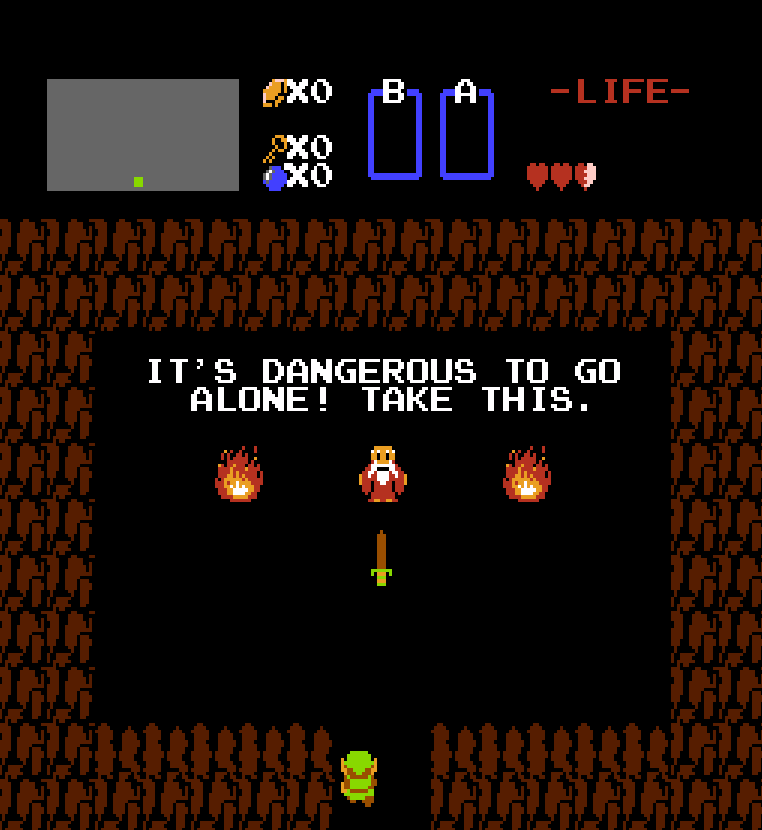 X0
B A
-LIFE-
X0
X0
IT'S DANGEROUS TO GO
ALONE! TAKE THIS.